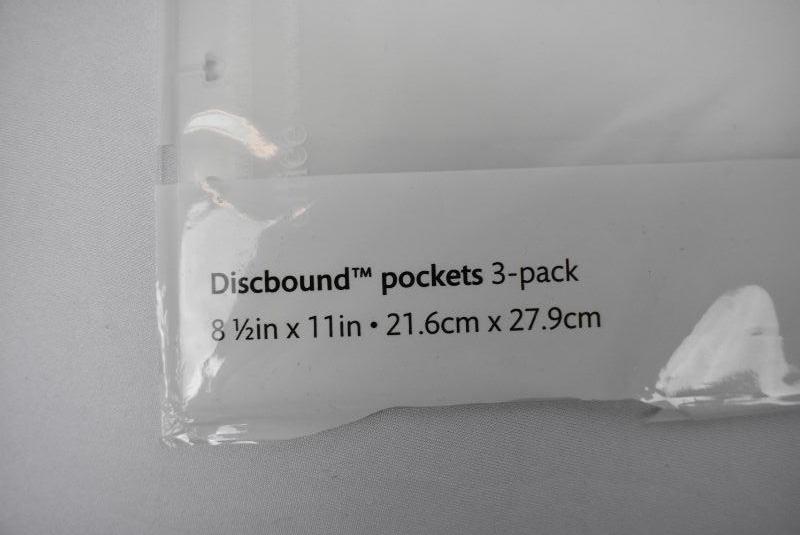 Discbound™ pockets 3-pack
8 ½in x 11in • 21.6cm x 27.9cm